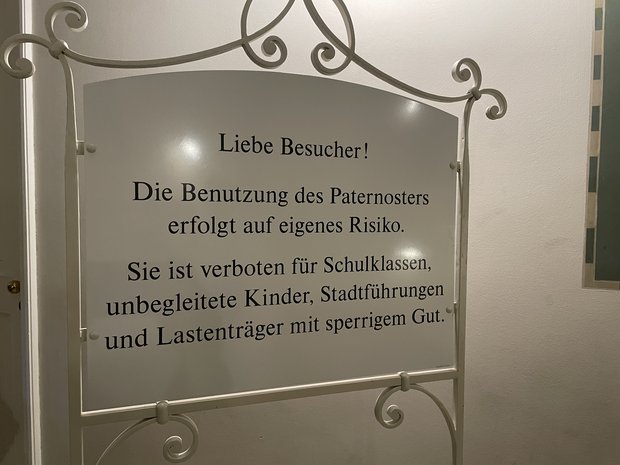 Liebe Besucher!
Die Benutzung des Paternosters
erfolgt auf eigenes Risiko.
Sie ist verboten für Schulklassen,
unbegleitete Kinder, Stadtführungen
und Lastenträger mit sperrigem Gut.